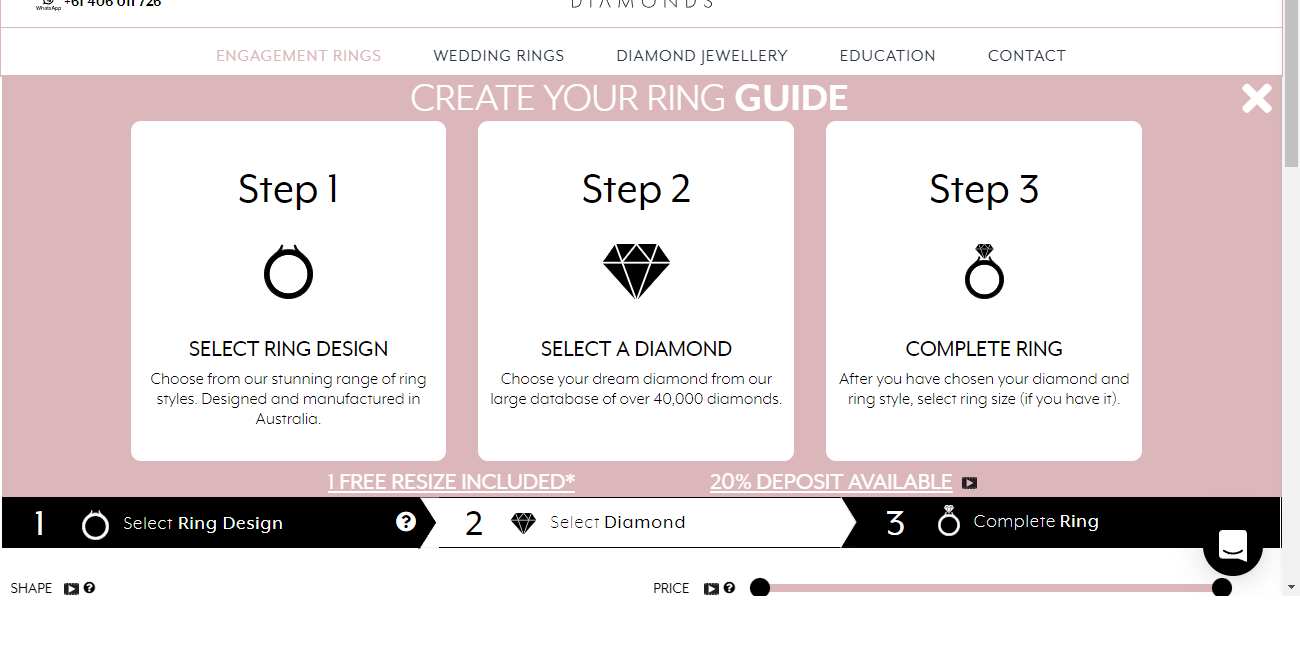 WhatsApp +61 406 011 726
DIAMONDS
ENGAGEMENT RINGS WEDDING RINGS DIAMOND JEWELLERY EDUCATION CONTACT
CREATE YOUR RING GUIDE
Step 1
SELECT RING DESIGN
Choose from our stunning range of ring
styles. Designed and manufactured in
Australia.
Step 2
SELECT A DIAMOND
Choose your dream diamond from our
large database of over 40,000 diamonds.
Step 3
COMPLETE RING
After you have chosen your diamond and
ring style, select ring size (if you have it).
1 FREE RESIZE INCLUDED* 20% DEPOSIT AVAILABLE
1 Select Ring Design ? 2 Select Diamond 3 Complete Ring
SHAPE ? PRICE ?